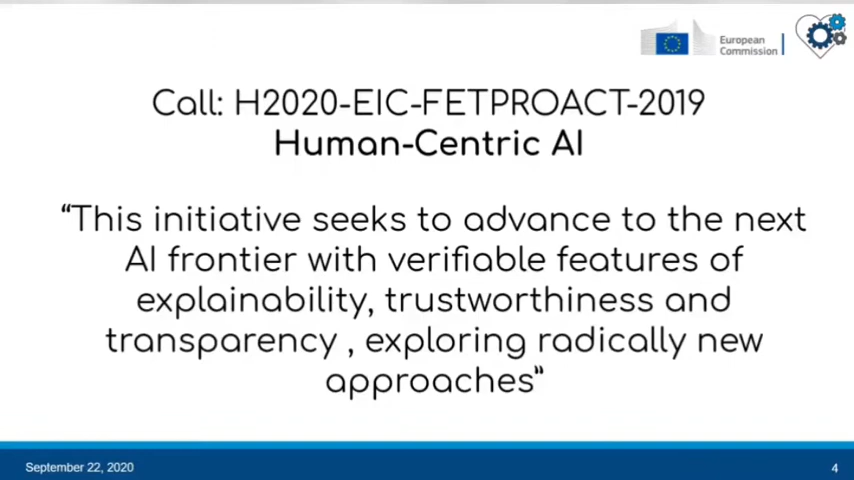 European
Commission
Call: H2020-EIC-FETPROACT-2019
Human-Centric AI
“This initiative seeks to advance to the next
AI frontier with verifiable features of
explainability, trustworthiness and
transparency , exploring radically new
approaches”
September 22, 2020
4